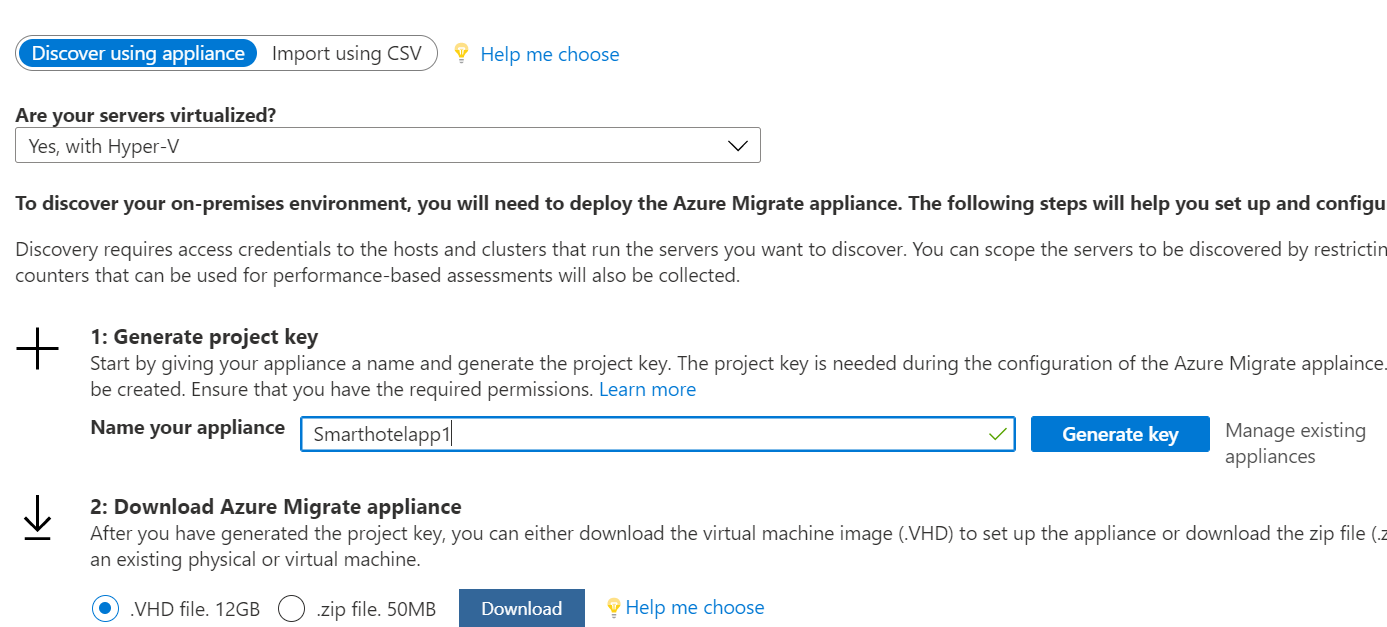 Discover using appliance Import using CSV Help me choose
Are your servers virtualized?
Yes, with Hyper-V
To discover your on-premises environment, you will need to deploy the Azure Migrate appliance. The following steps will help you set up and configu
Discovery requires access credentials to the hosts and clusters that run the servers you want to discover. You can scope the servers to be discovered by restrictin
counters that can be used for performance-based assessments will also be collected.
1: Generate project key
Start by giving your appliance a name and generate the project key. The project key is needed during the configuration of the Azure Migrate applaince.
be created. Ensure that you have the required permissions. Learn more
Name your appliance Smarthotelapp1 Generate key Manage existing
appliances
2: Download Azure Migrate appliance
After you have generated the project key, you can either download the virtual machine image (.VHD) to set up the appliance or download the zip file (.z
an existing physical or virtual machine.
.VHD file. 12GB .zip file. 50MB Download Help me choose